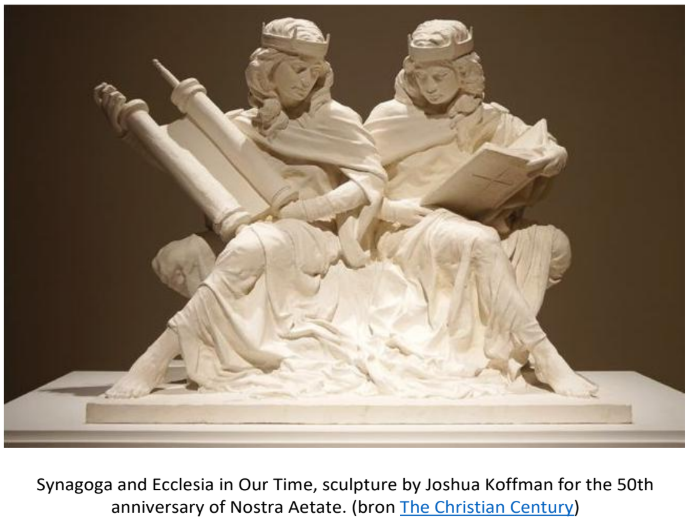 Synagoga and Ecclesia in Our Time, sculpture by Joshua Koffman for the 50th
anniversary of Nostra Aetate. (bron The Christian Century)